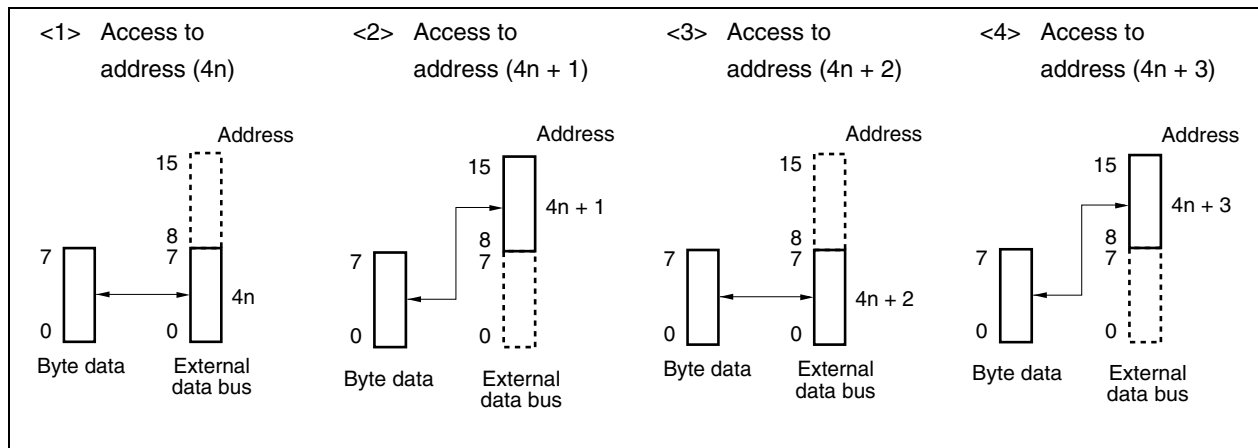 <1> Access to
address (4n)
Address
15
8
7
7
4n
0
0
Byte data
External
data bus
<2> Access to
address (4n + 1)
Address
15
4n + 1
8
7
7
0
0
Byte data
External
data bus
<3> Access to
address (4n + 2)
Address
15
8
7
7
4n + 2
0
0
Byte data
External
data bus
<4> Access to
address (4n + 3)
Address
15
4n + 3
8
7
7
0
0
Byte data
External
data bus